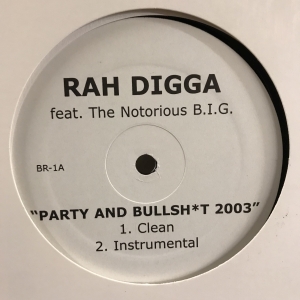 RAH DIGGA
feat. The Notorious B.I.G.
BR-1A
“PARTY AND BULLSH*T 2003”
1. Clean
2. Instrumental